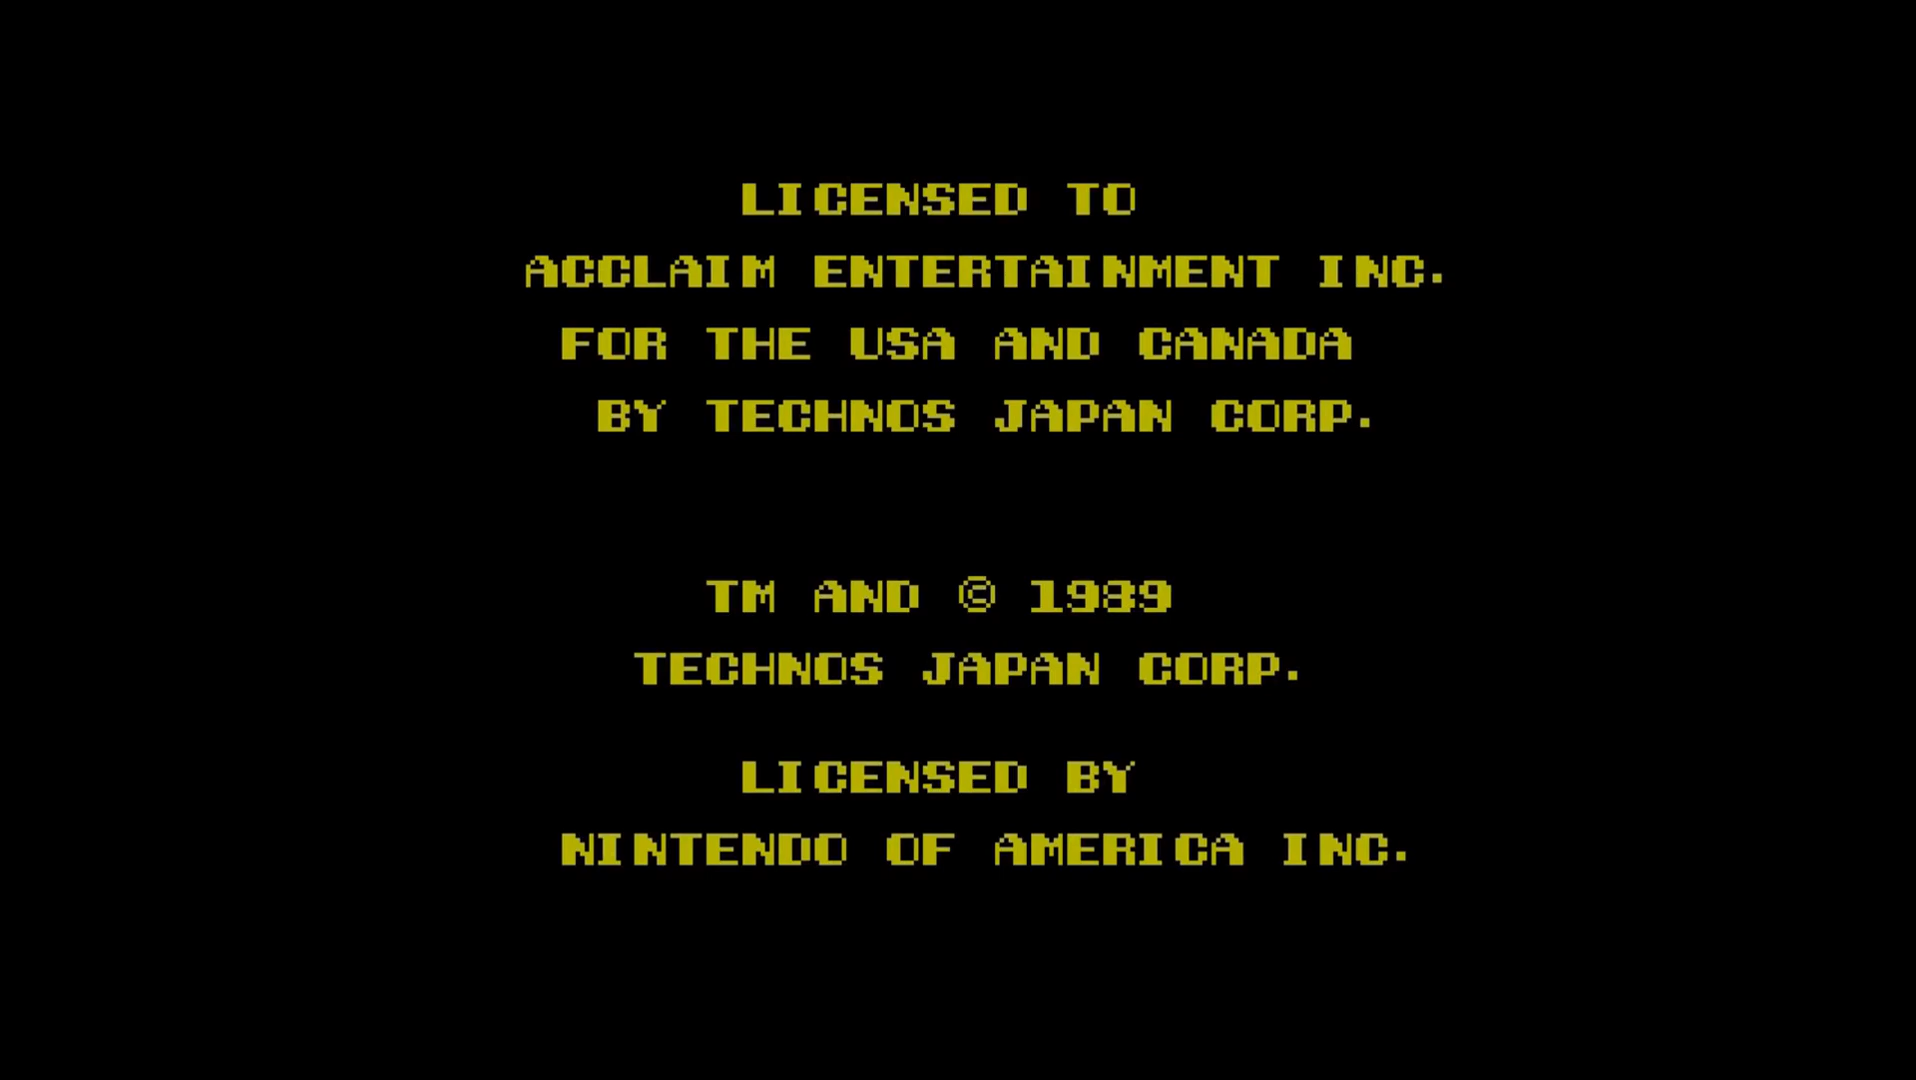 LICENSED TO
ACCLAIM ENTERTAINMENT INC.
FOR THE USA AND CANADA
BY TECHNOS JAPAN CORP.
TM AND © 1989
TECHNOS JAPAN CORP.
LICENSED BY
NINTENDO OF AMERICA INC.